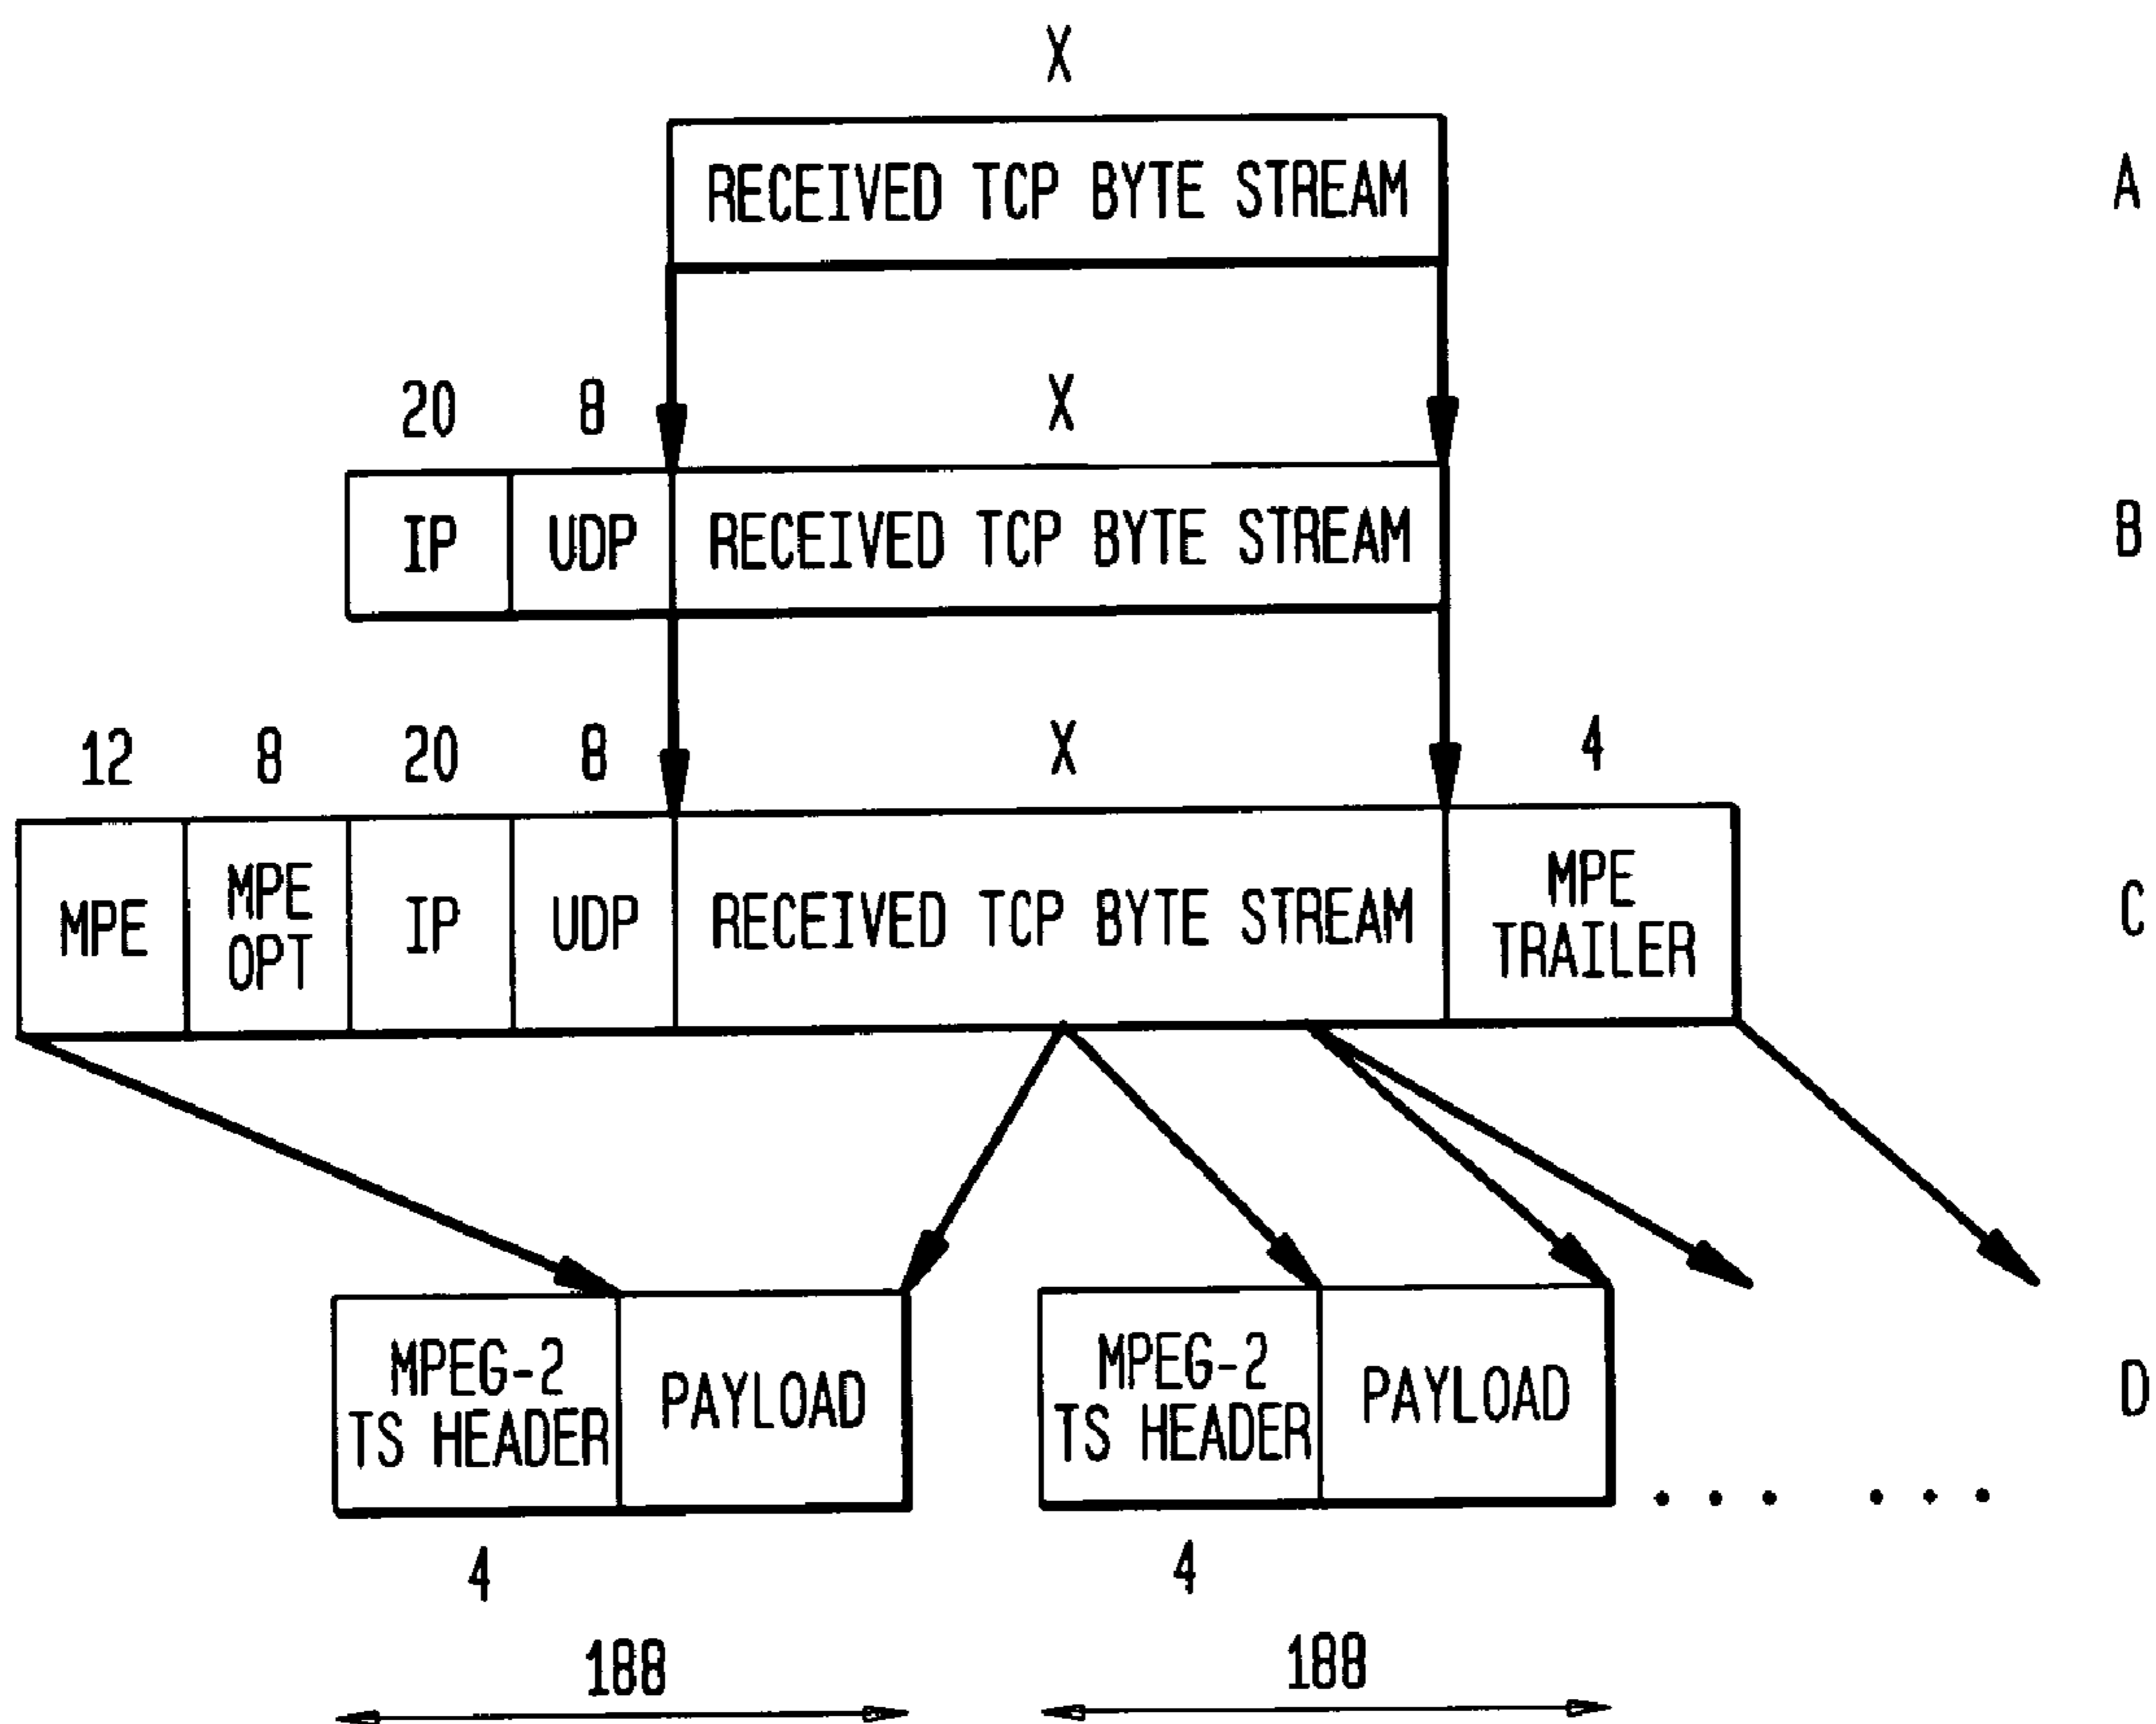 X
RECEIVED TCP BYTE STREAM
A
20 8 X
IP UDP RECEIVED TCP BYTE STREAM
B
12 8 20 8 X 4
MPE
MPE
OPT
IP
UDP
RECEIVED TCP BYTE STREAM
MPE
TRAILER
C
MPEG-2
TS HEADER
PAYLOAD
MPEG-2
TS HEADER
PAYLOAD
D
4 4
188 188